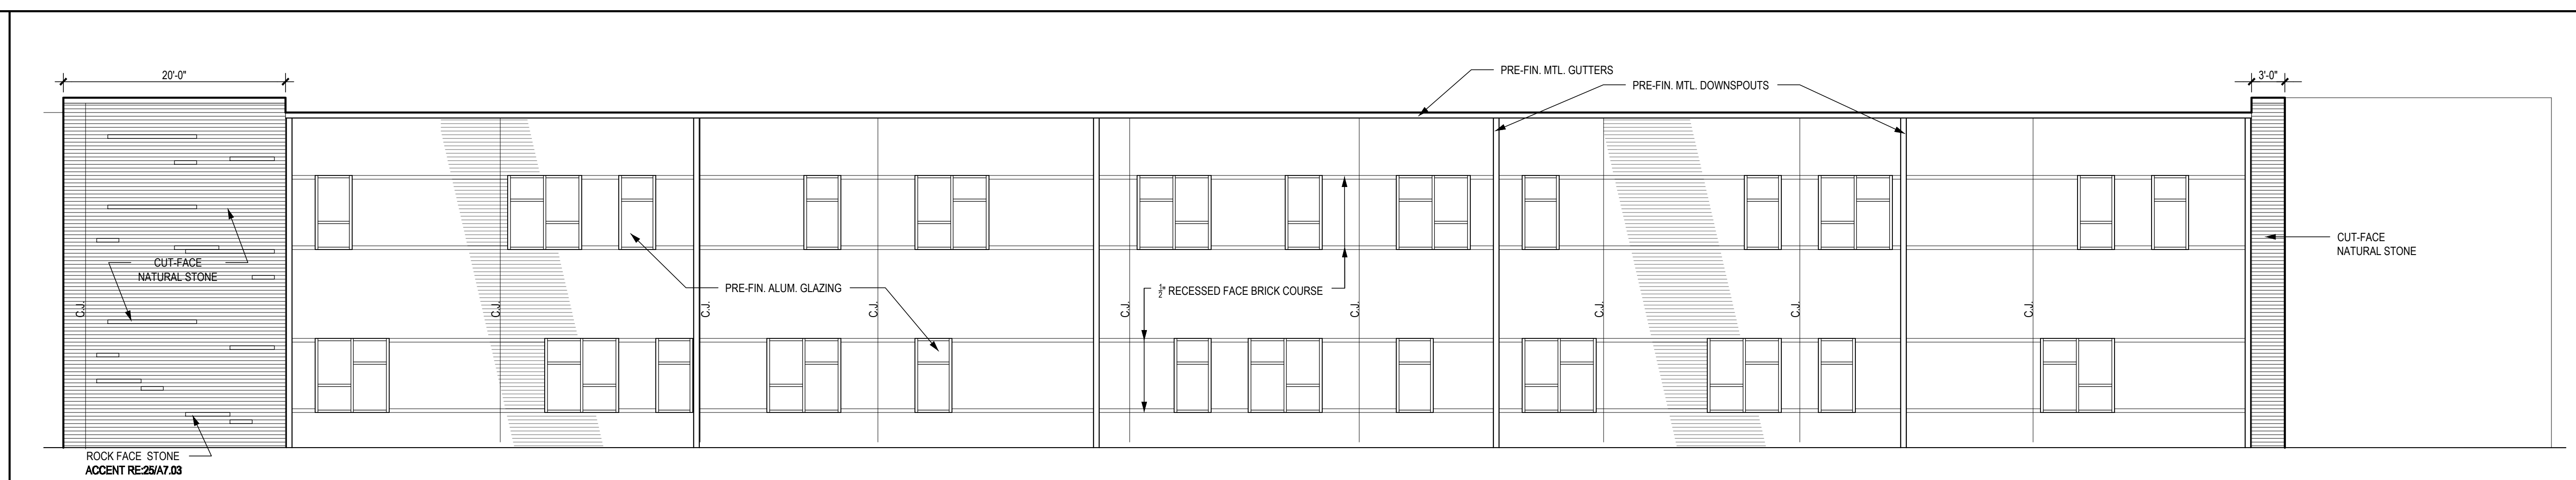 20'-0"
PRE-FIN. MTL. GUTTERS
PRE-FIN. MTL. DOWNSPOUTS
3'-0"
CUT-FACE
NATURAL STONE
CUT-FACE
NATURAL STONE
PRE-FIN. ALUM. GLAZING
½" RECESSED FACE BRICK COURSE
C.J.
C.J.
C.J.
C.J.
C.J.
C.J.
C.J.
C.J.
C.J.
ROCK FACE STONE
ACCENT RE:25/A7.03